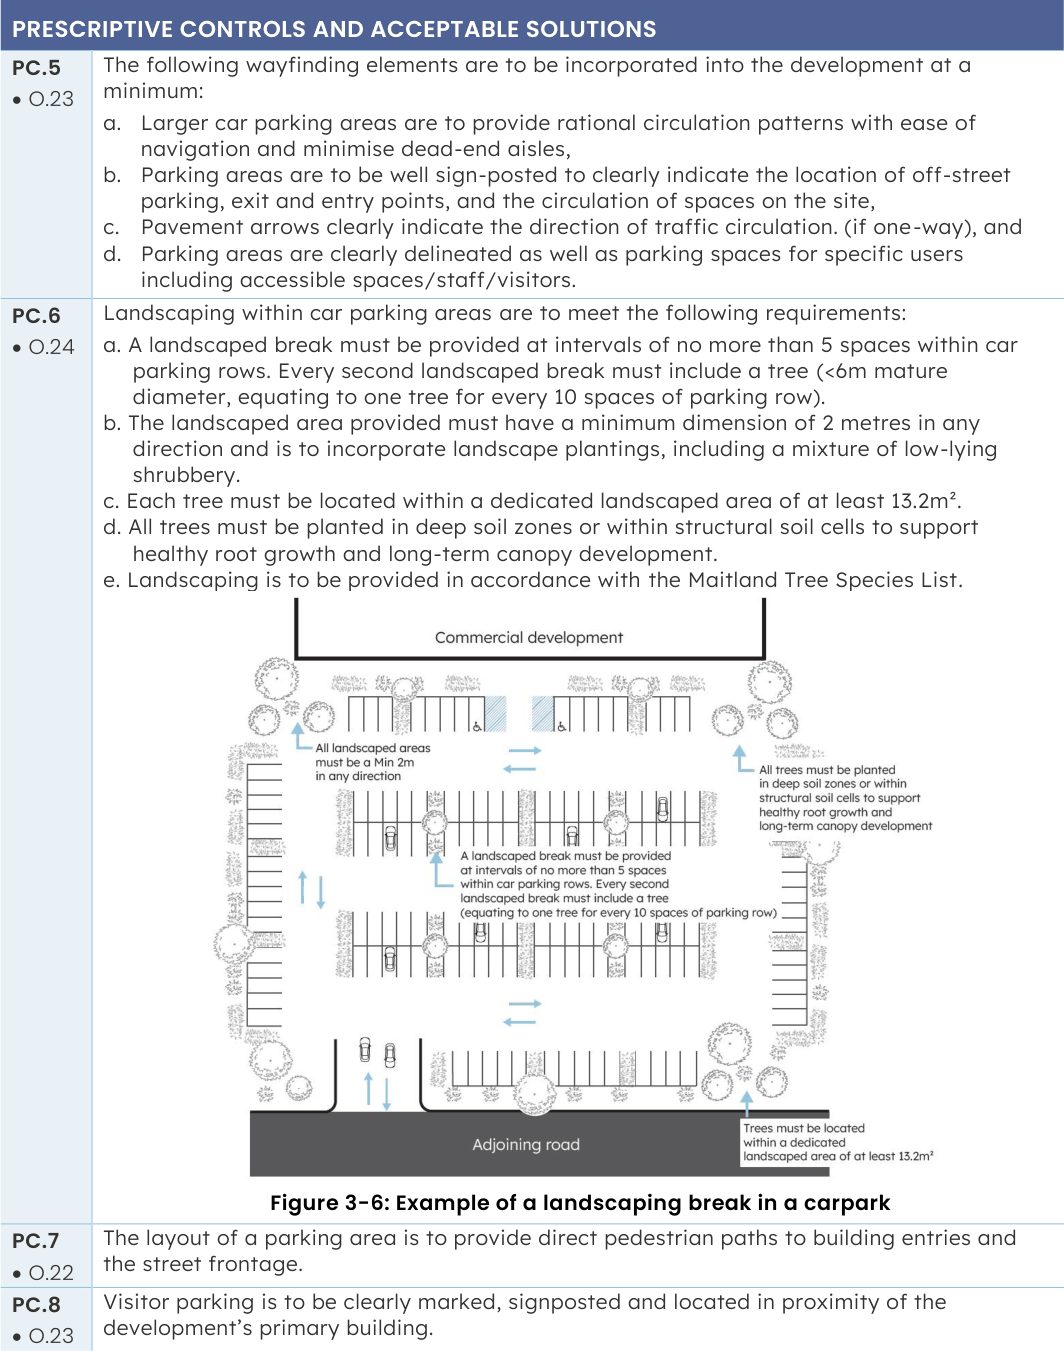 PRESCRIPTIVE CONTROLS AND ACCEPTABLE SOLUTIONS
PC.5
• O.23
The following wayfinding elements are to be incorporated into the development at a
minimum:
a. Larger car parking areas are to provide rational circulation patterns with ease of
navigation and minimise dead-end aisles,
b. Parking areas are to be well sign-posted to clearly indicate the location of off-street
parking, exit and entry points, and the circulation of spaces on the site,
c. Pavement arrows clearly indicate the direction of traffic circulation. (if one-way), and
d. Parking areas are clearly delineated as well as parking spaces for specific users
including accessible spaces/staff/visitors.
PC.6
• O.24
Landscaping within car parking areas are to meet the following requirements:
a. A landscaped break must be provided at intervals of no more than 5 spaces within car
parking rows. Every second landscaped break must include a tree (<6m mature
diameter, equating to one tree for every 10 spaces of parking row).
b. The landscaped area provided must have a minimum dimension of 2 metres in any
direction and is to incorporate landscape plantings, including a mixture of low-lying
shrubbery.
c. Each tree must be located within a dedicated landscaped area of at least 13.2m².
d. All trees must be planted in deep soil zones or within structural soil cells to support
healthy root growth and long-term canopy development.
e. Landscaping is to be provided in accordance with the Maitland Tree Species List.
Commercial development
All landscaped areas
must be a Min 2m
in any direction
All trees must be planted
in deep soil zones or within
structural soil cells to support
healthy root growth and
long-term canopy development
A landscaped break must be provided
at intervals of no more than 5 spaces
within car parking rows. Every second
landscaped break must include a tree
(equating to one tree for every 10 spaces of parking row)
Adjoining road
Trees must be located
within a dedicated
landscaped area of at least 13.2m²
Figure 3-6: Example of a landscaping break in a carpark
PC.7
• O.22
The layout of a parking area is to provide direct pedestrian paths to building entries and
the street frontage.
PC.8
• O.23
Visitor parking is to be clearly marked, signposted and located in proximity of the
development's primary building.